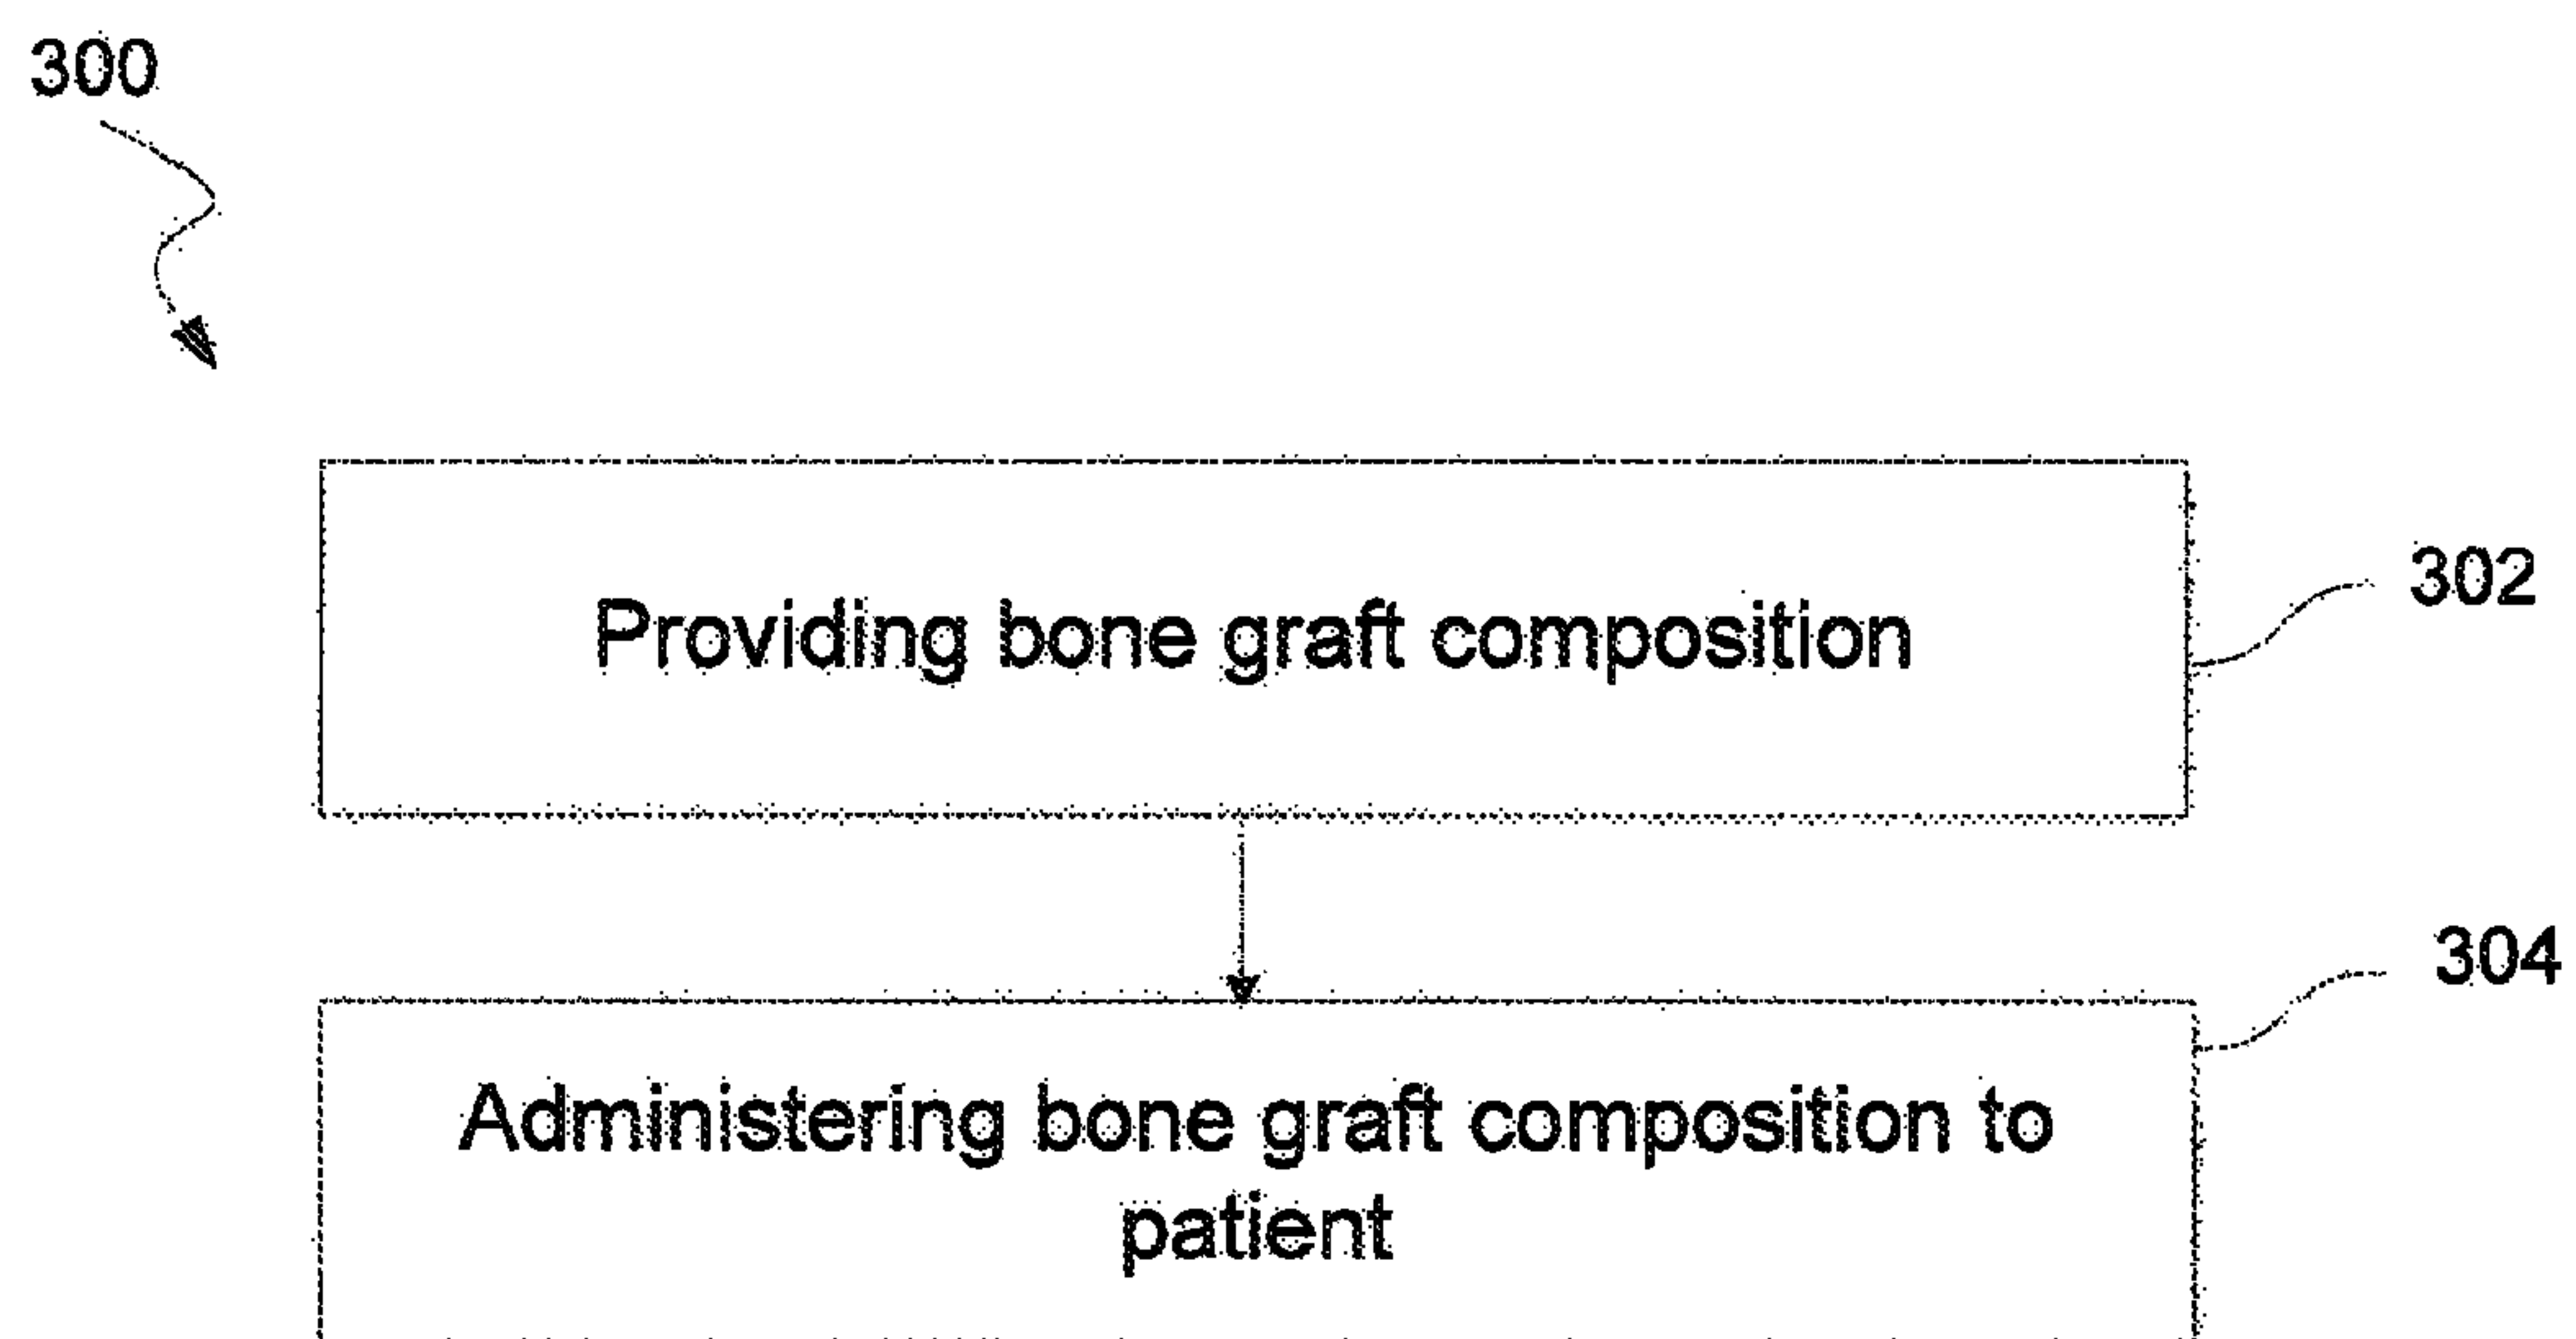 300
Providing bone graft composition
302
304
Administering bone graft composition to
patient